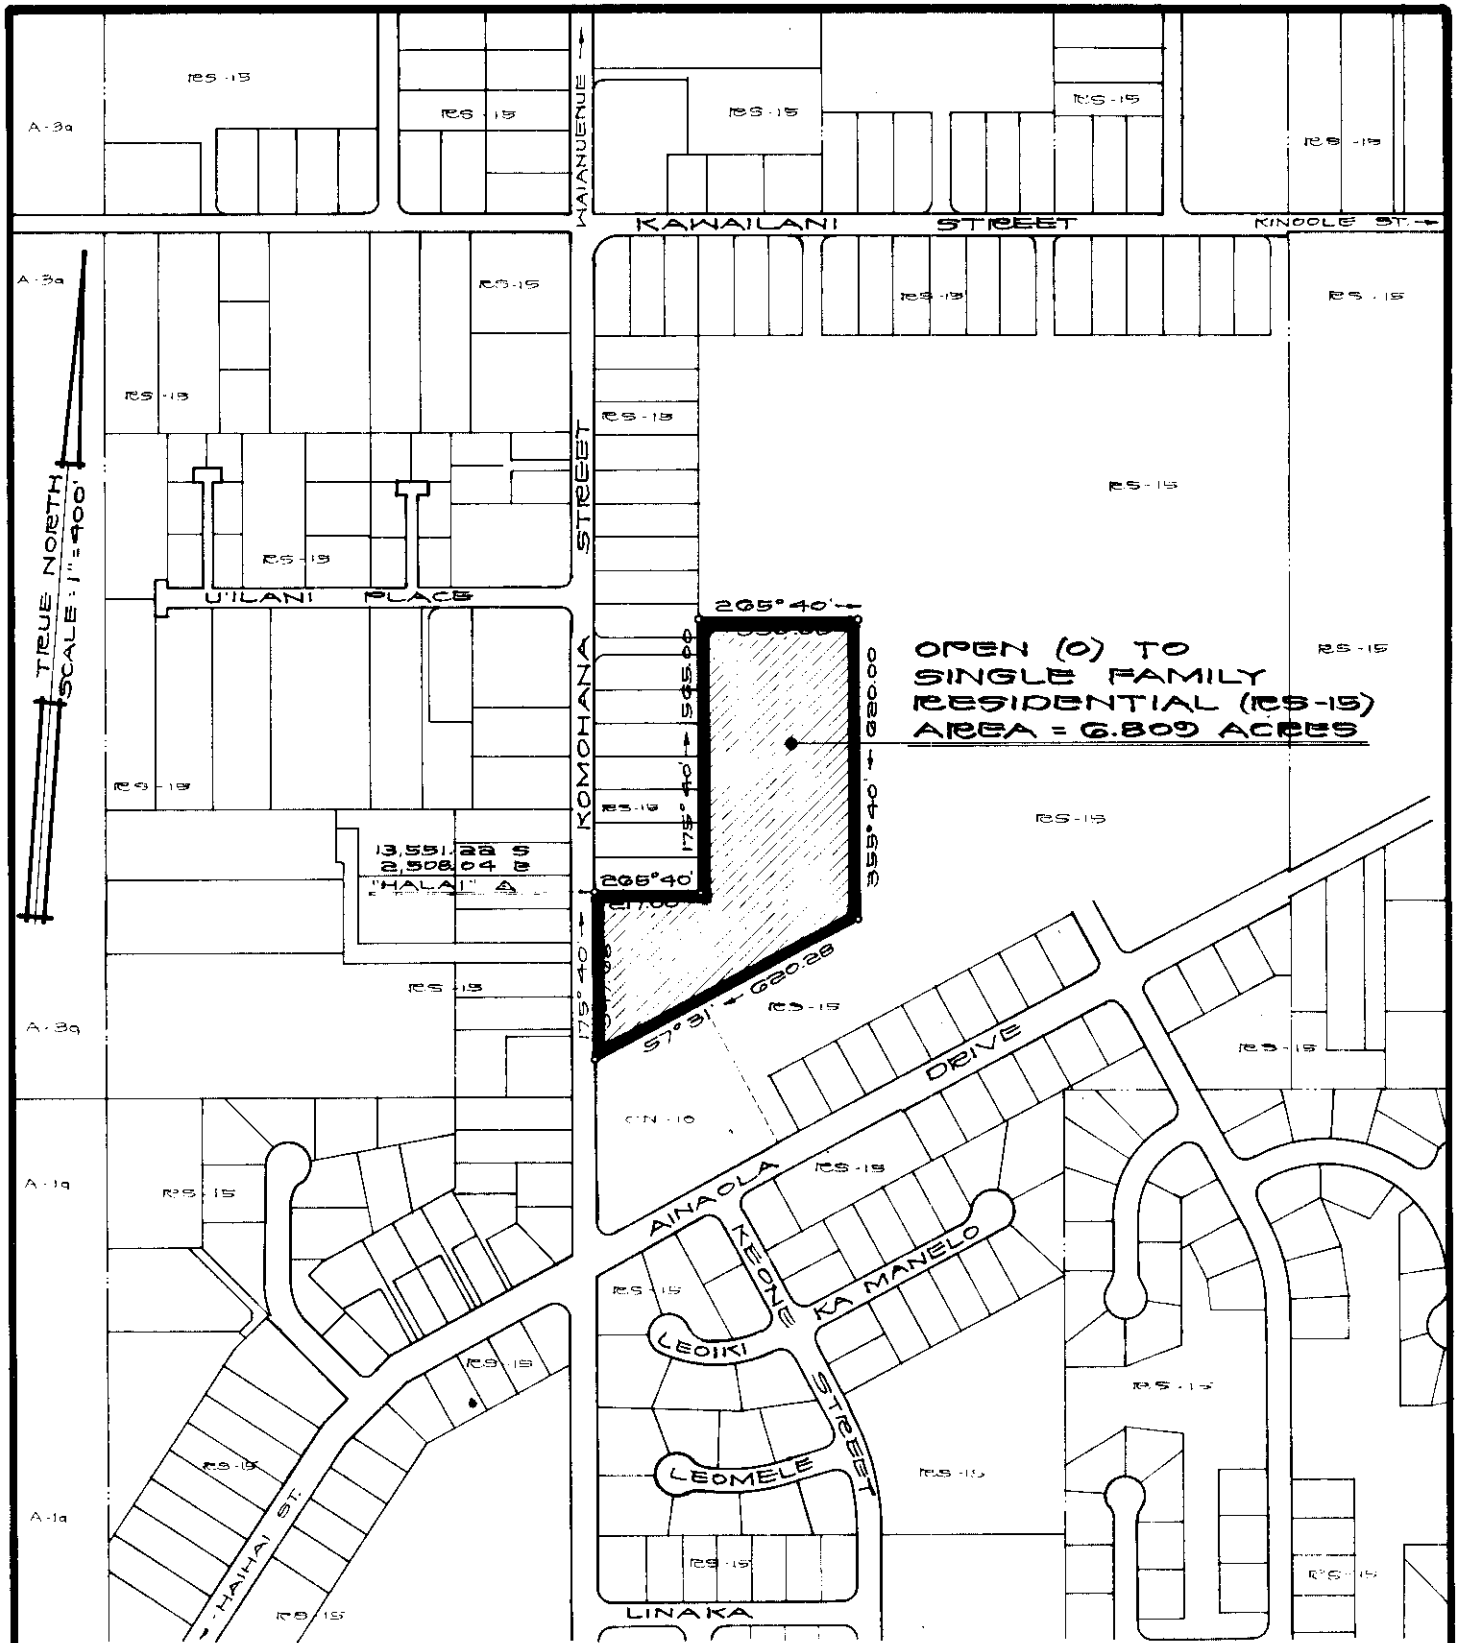 RS-15
A-3a
RS-15
WAIANUENUE →
RS-15
RS-15
RS-15
KAWAILANI STREET
KINOOLE ST. →
A-3a
RS-15
RS-15
RS-15
RS-15
RS-15
STREET
RS-15
TRUE NORTH
SCALE: 1"=400'
RS-15
U'ILANI PLACE
265°40' →
KOMOHANA
175°40' → 565.00
620.00
355°40' →
OPEN (O) TO
SINGLE FAMILY
RESIDENTIAL (RS-15)
AREA = 6.809 ACRES
RS-15
RS-15
RS-15
RS-15
13,551.22 S
2,508.04 E
"HALAI" △
265°40'
217.00
175°40' →
57°31' ← 620.28
RS-15
RS-15
A-3a
DRIVE
RS-15
CN-10
RS-15
A-1a
RS-15
AINAOLA
KEONE
KA MANELO
RS-15
LEOIKI
RS-15
RS-15
STREET
RS-15
LEOMELE
RS-15
A-1a
HAIHAI ST.
RS-15
RS-15
RS-15
LINAKA